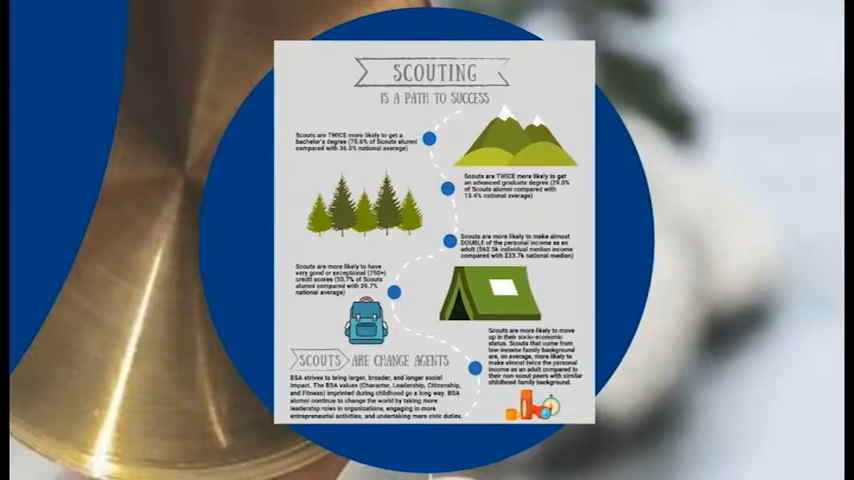 SCOUTING
IS A PATH TO SUCCESS
Scouts are TWICE more likely to get a
bachelor's degree (75.6% of Scouts alumni
compared with 36.0% national average)
Scouts are TWICE more likely to get
an advanced graduate degree (29.0%
of Scouts alumni compared with
13.4% national average)
Scouts are more likely to make almost
DOUBLE of the personal income as an
adult ($62.5k individual median income
compared with $33.7k national median)
Scouts are more likely to have
very good or exceptional (750+)
credit scores (55.7% of Scouts
alumni compared with 39.7%
national average)
Scouts are more likely to move
up in their socio-economic
status. Scouts that come from
low-income family background
are, on average, more likely to
make almost twice the personal
income as an adult compared to
their non-scout peers with similar
childhood family background.
SCOUTS ARE CHANGE AGENTS
BSA strives to bring larger, broader, and longer social
impact. The BSA values (Character, Leadership, Citizenship,
and Fitness) imprinted during childhood go a long way. BSA
alumni continue to change the world by taking more
leadership roles in organizations, engaging in more
entrepreneurial activities, and undertaking more civic duties.